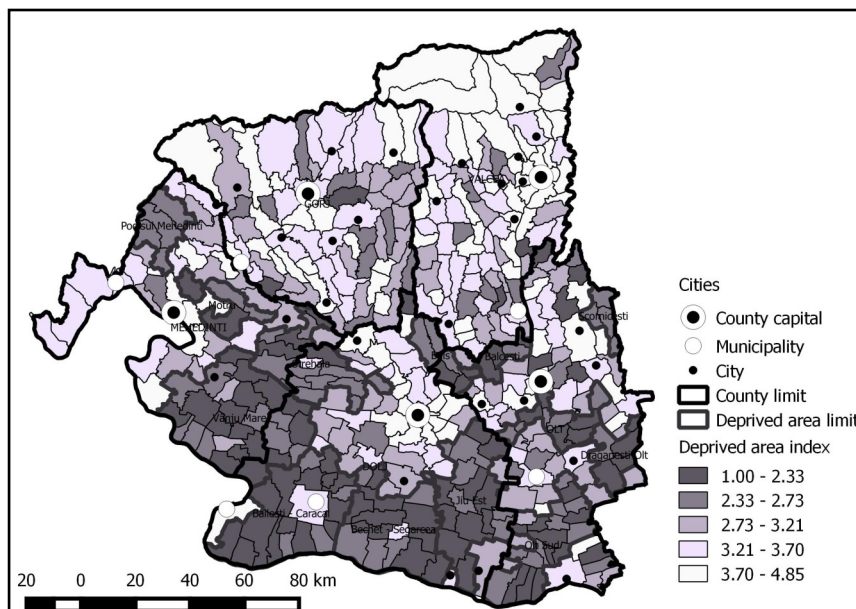 VALCEA
GORJ
Podisul Mehedinti
Motru
MEHEDINTI
Scornicesti
Bals
Balcesti
Strehaia
Vanju Mare
OLT
Draganesti Olt
DOLJ
Jiu Est
Bailesti - Caracal
Bechet - Segarcea
Olt Sud
Cities
County capital
Municipality
City
County limit
Deprived area limit
Deprived area index
1.00 - 2.33
2.33 - 2.73
2.73 - 3.21
3.21 - 3.70
3.70 - 4.85
20 0 20 40 60 80 km